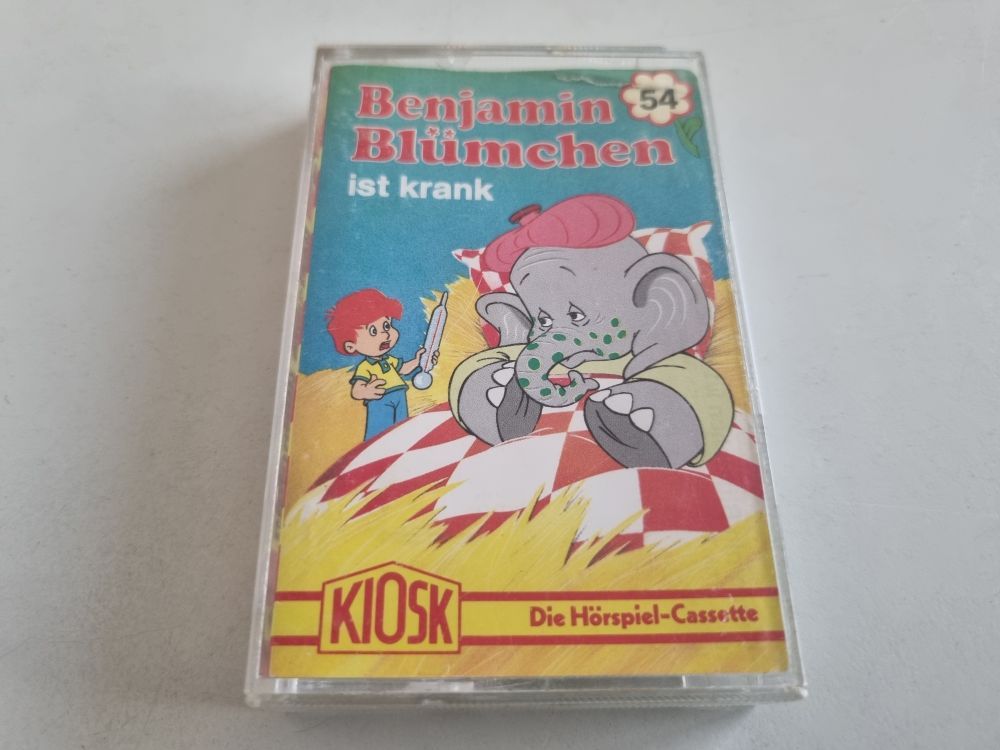 Benjamin
54
Blümchen
ist krank
KIOSK
Die Hörspiel-Cassette